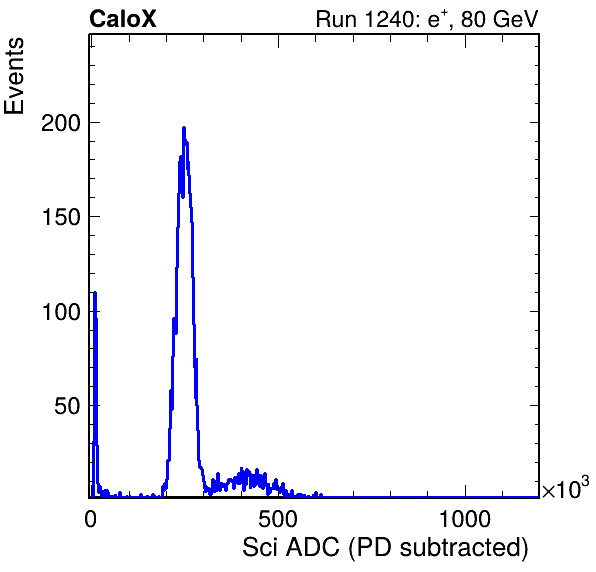 CaloX Run 1240: e⁺, 80 GeV
Events
200
150
100
50
×10³
0 500 1000
Sci ADC (PD subtracted)